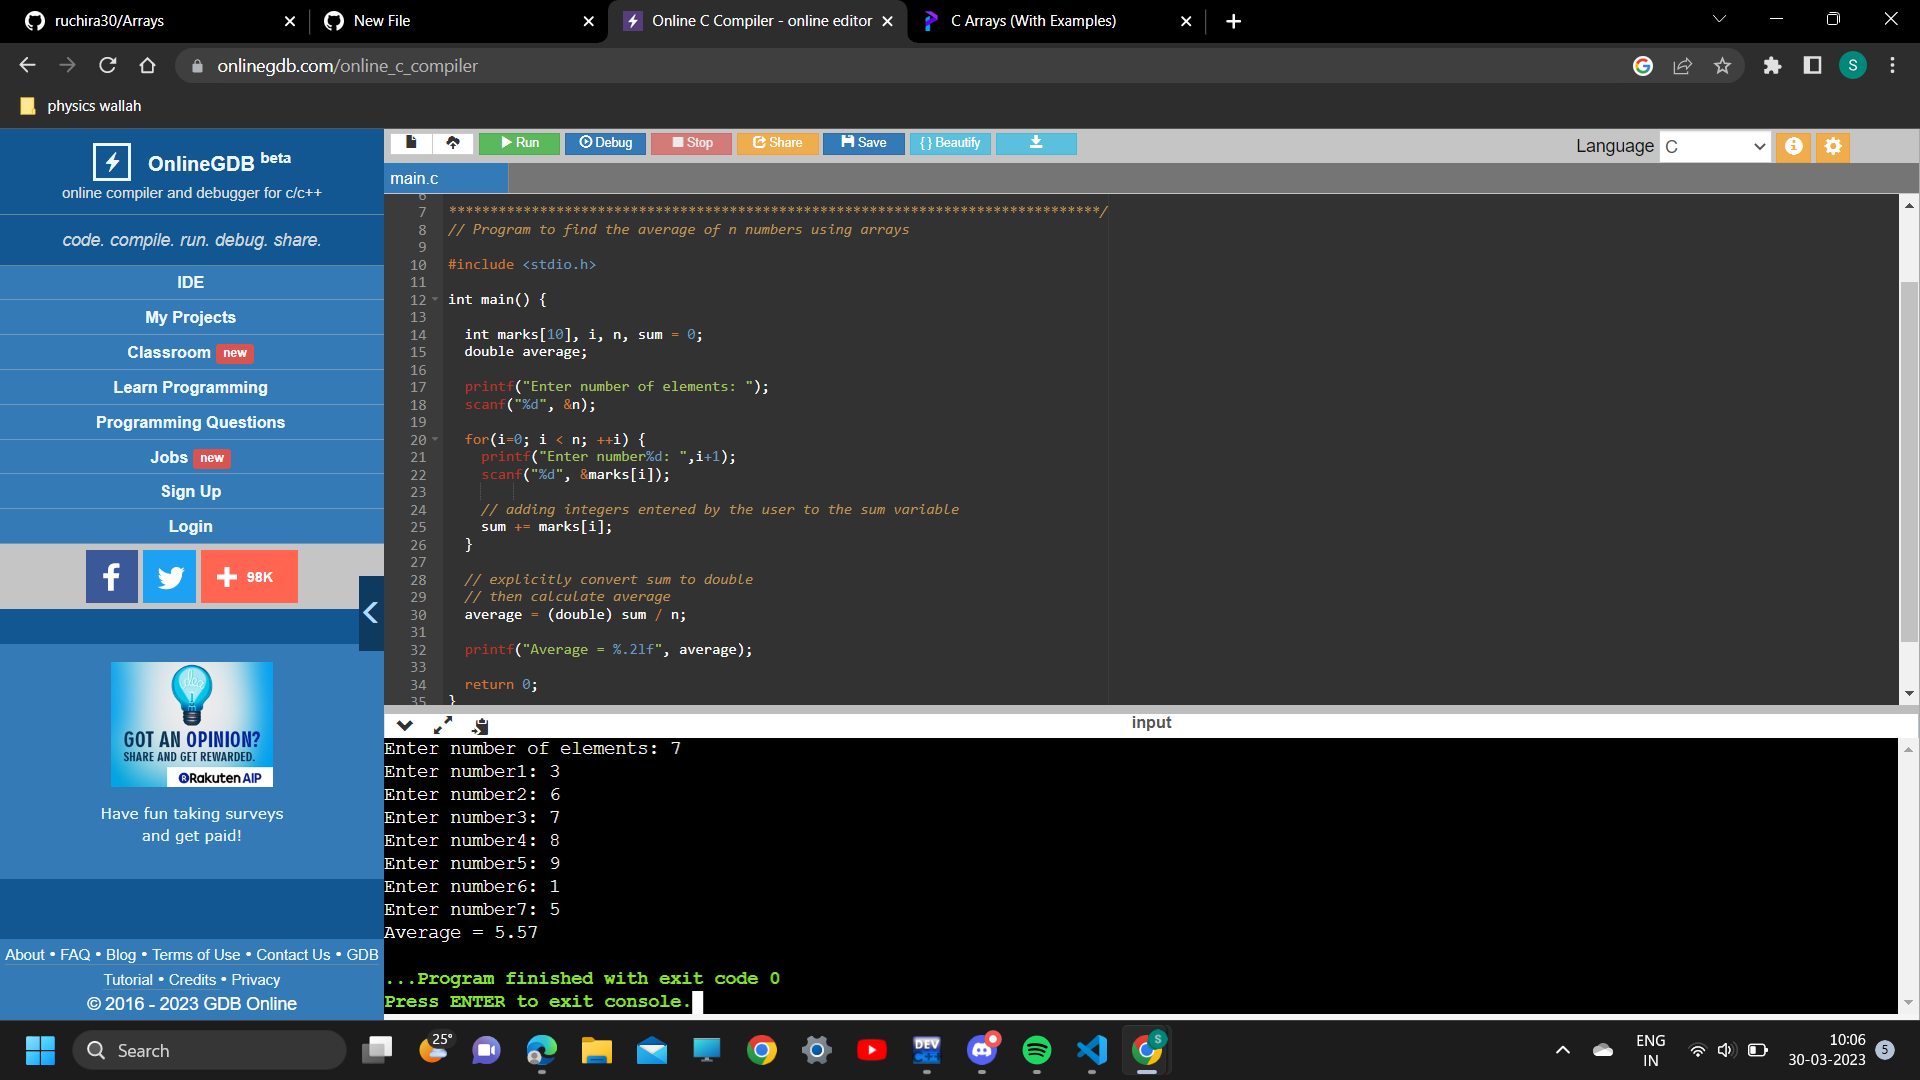 ruchira30/Arrays
New File
Online C Compiler - online editor
C Arrays (With Examples)
onlinegdb.com/online_c_compiler
S
physics wallah
OnlineGDB beta
online compiler and debugger for c/c++
code. compile. run. debug. share.
IDE
My Projects
Classroom new
Learn Programming
Programming Questions
Jobs new
Sign Up
Login
98K
GOT AN OPINION?
SHARE AND GET REWARDED.
Rakuten AIP
Have fun taking surveys
and get paid!
About • FAQ • Blog • Terms of Use • Contact Us • GDB
Tutorial • Credits • Privacy
© 2016 - 2023 GDB Online
Run Debug Stop Share Save { } Beautify
Language C
main.c
6
7 *******************************************************************************/
8 // Program to find the average of n numbers using arrays
9
10 #include <stdio.h>
11
12 int main() {
13
14 int marks[10], i, n, sum = 0;
15 double average;
16
17 printf("Enter number of elements: ");
18 scanf("%d", &n);
19
20 for(i=0; i < n; ++i) {
21 printf("Enter number%d: ",i+1);
22 scanf("%d", &marks[i]);
23
24 // adding integers entered by the user to the sum variable
25 sum += marks[i];
26 }
27
28 // explicitly convert sum to double
29 // then calculate average
30 average = (double) sum / n;
31
32 printf("Average = %.2lf", average);
33
34 return 0;
35 }
input
Enter number of elements: 7
Enter number1: 3
Enter number2: 6
Enter number3: 7
Enter number4: 8
Enter number5: 9
Enter number6: 1
Enter number7: 5
Average = 5.57
...Program finished with exit code 0
Press ENTER to exit console.
Search
25°
DEV
C++
S
ENG
IN
10:06
30-03-2023
5